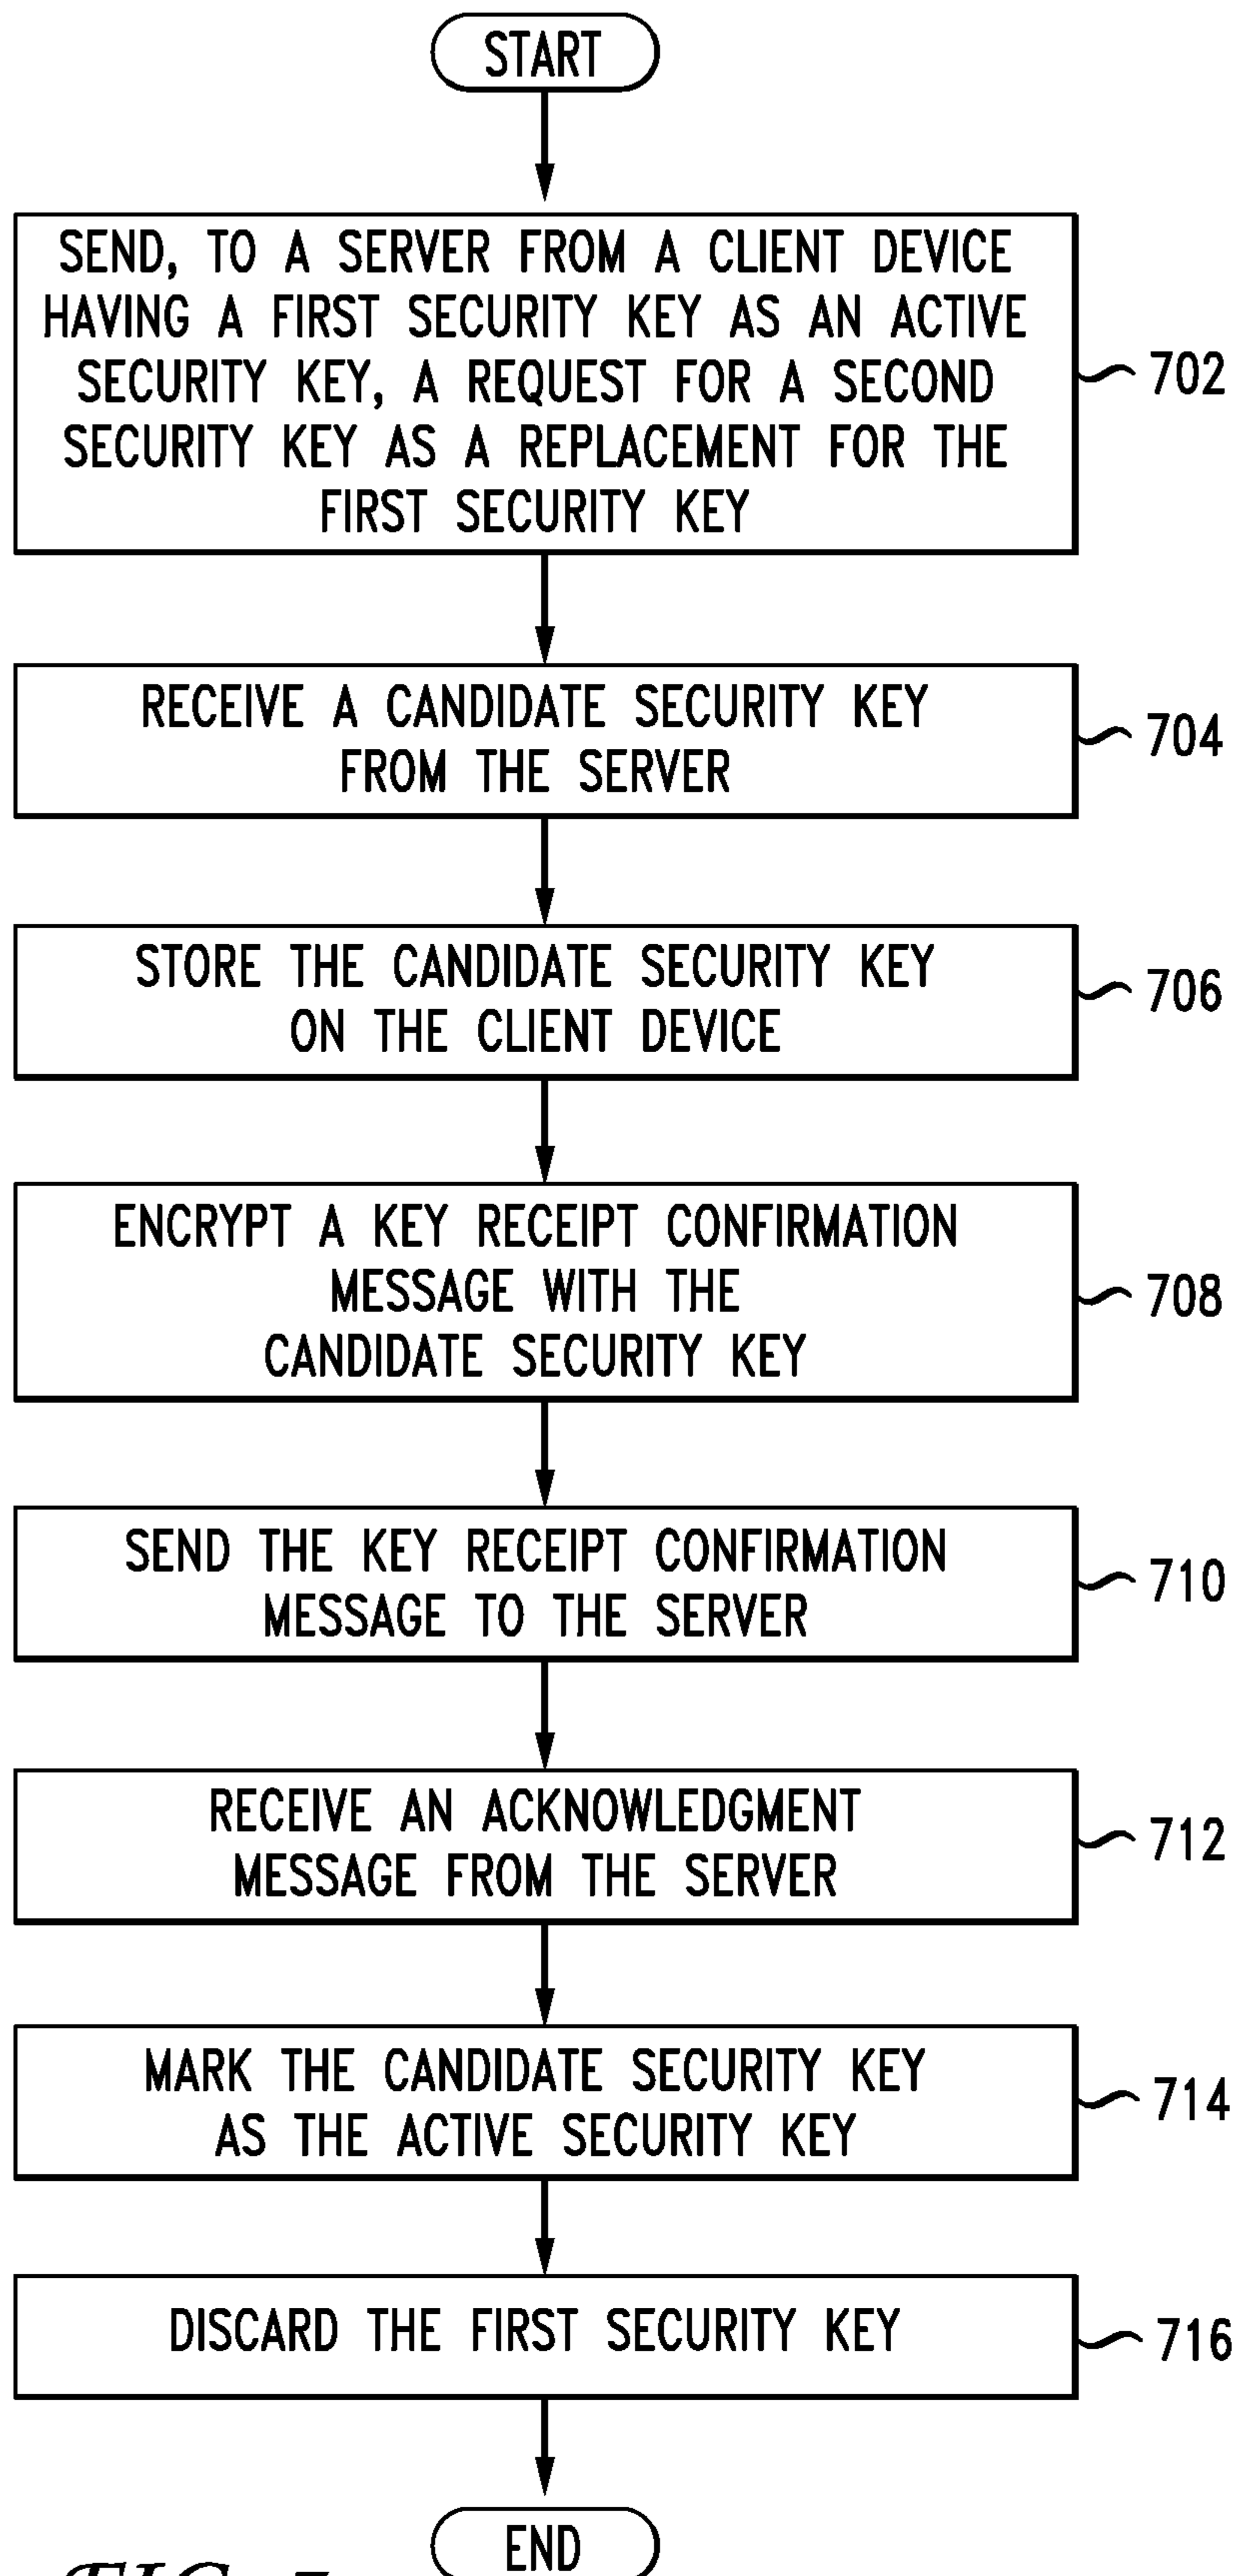 START
SEND, TO A SERVER FROM A CLIENT DEVICE
HAVING A FIRST SECURITY KEY AS AN ACTIVE
SECURITY KEY, A REQUEST FOR A SECOND
SECURITY KEY AS A REPLACEMENT FOR THE
FIRST SECURITY KEY
702
RECEIVE A CANDIDATE SECURITY KEY
FROM THE SERVER
704
STORE THE CANDIDATE SECURITY KEY
ON THE CLIENT DEVICE
706
ENCRYPT A KEY RECEIPT CONFIRMATION
MESSAGE WITH THE
CANDIDATE SECURITY KEY
708
SEND THE KEY RECEIPT CONFIRMATION
MESSAGE TO THE SERVER
710
RECEIVE AN ACKNOWLEDGMENT
MESSAGE FROM THE SERVER
712
MARK THE CANDIDATE SECURITY KEY
AS THE ACTIVE SECURITY KEY
714
DISCARD THE FIRST SECURITY KEY
716
END